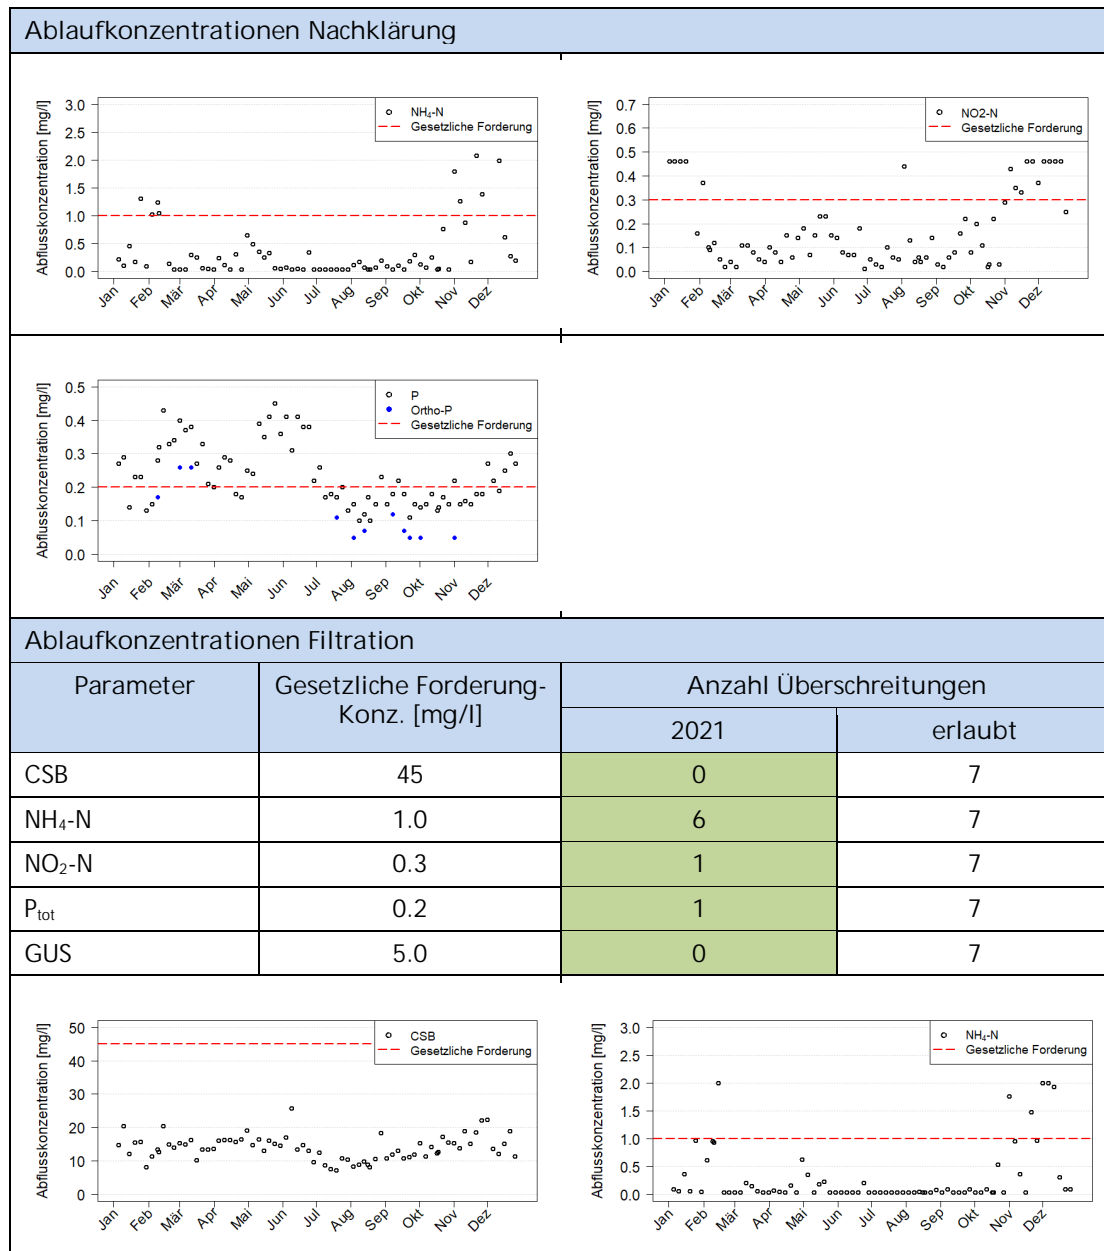 Ablaufkonzentrationen Nachklärung
Abflusskonzentration [mg/l]
3.0
2.5
2.0
1.5
1.0
0.5
0.0
NH4-N
Gesetzliche Forderung
Jan Feb Mär Apr Mai Jun Jul Aug Sep Okt Nov Dez
Abflusskonzentration [mg/l]
0.7
0.6
0.5
0.4
0.3
0.2
0.1
0.0
NO2-N
Gesetzliche Forderung
Jan Feb Mär Apr Mai Jun Jul Aug Sep Okt Nov Dez
Abflusskonzentration [mg/l]
0.5
0.4
0.3
0.2
0.1
0.0
P
Ortho-P
Gesetzliche Forderung
Jan Feb Mär Apr Mai Jun Jul Aug Sep Okt Nov Dez
Ablaufkonzentrationen Filtration
Parameter
Gesetzliche Forderung-
Konz. [mg/l]
Anzahl Überschreitungen
2021 erlaubt
CSB 45 0 7
NH4-N 1.0 6 7
NO2-N 0.3 1 7
Ptot 0.2 1 7
GUS 5.0 0 7
Abflusskonzentration [mg/l]
50
40
30
20
10
0
CSB
Gesetzliche Forderung
Jan Feb Mär Apr Mai Jun Jul Aug Sep Okt Nov Dez
Abflusskonzentration [mg/l]
3.0
2.5
2.0
1.5
1.0
0.5
0.0
NH4-N
Gesetzliche Forderung
Jan Feb Mär Apr Mai Jun Jul Aug Sep Okt Nov Dez